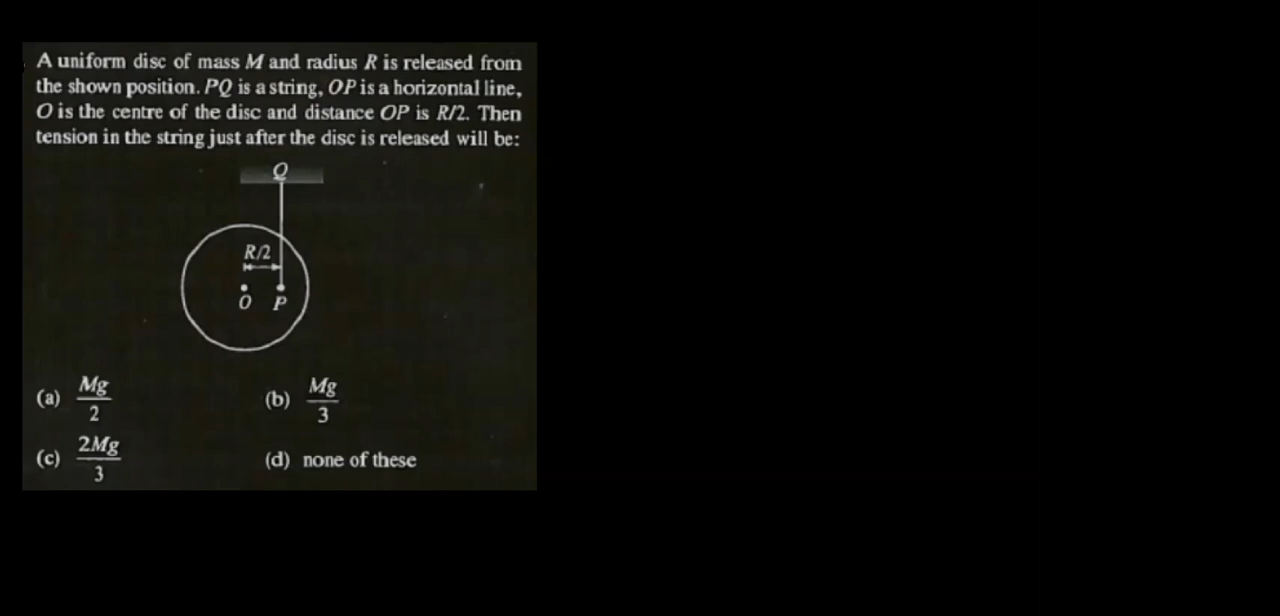 A uniform disc of mass M and radius R is released from
the shown position. PQ is a string, OP is a horizontal line,
O is the centre of the disc and distance OP is R/2. Then
tension in the string just after the disc is released will be:
Q
R/2
O P
(a) Mg/2 (b) Mg/3
(c) 2Mg/3 (d) none of these